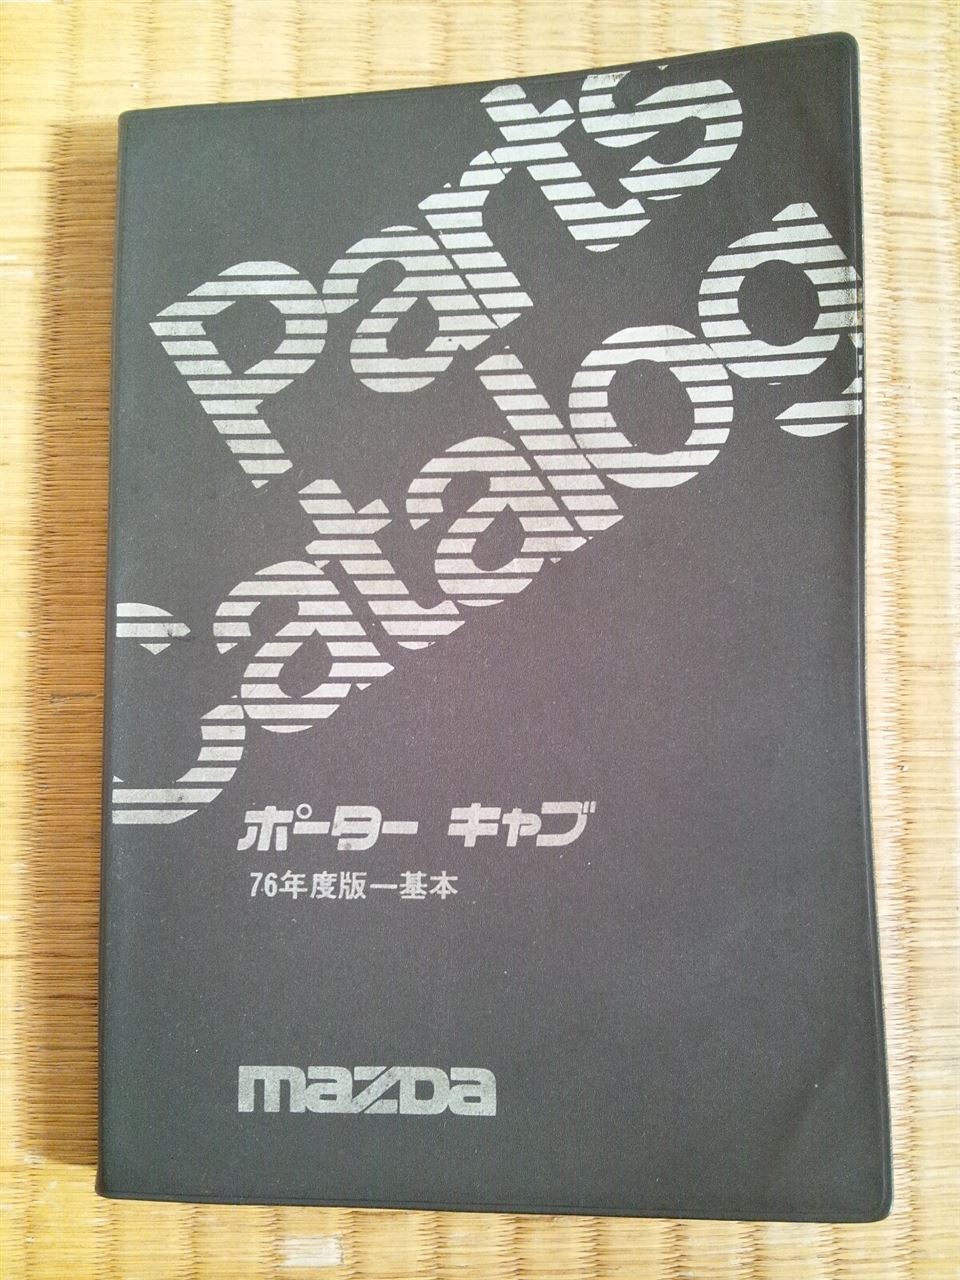 Parts
Catalog
ポーター キャブ
76年度版ー基本
mazda